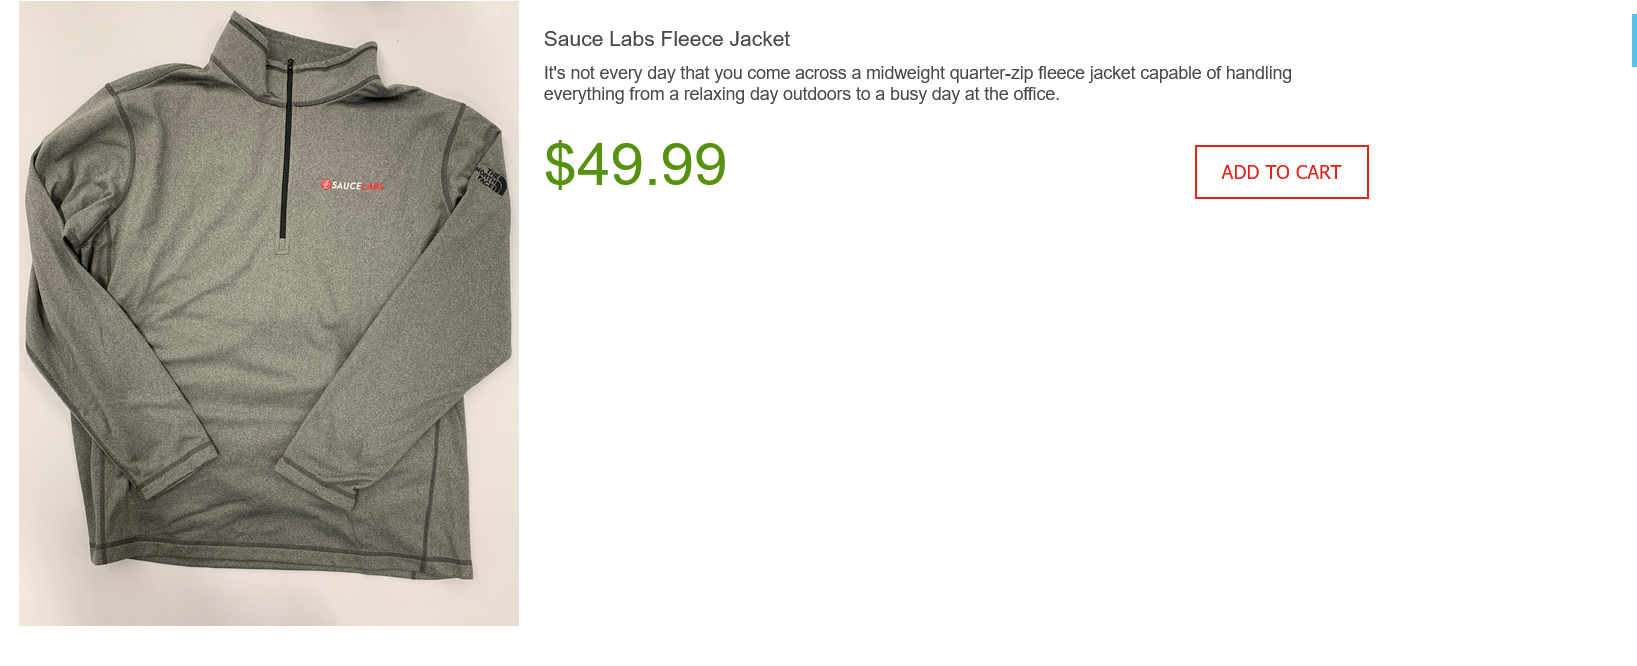 Sauce Labs Fleece Jacket
It's not every day that you come across a midweight quarter-zip fleece jacket capable of handling
everything from a relaxing day outdoors to a busy day at the office.
$49.99
ADD TO CART
SAUCE LABS
THE
NORTH
FACE